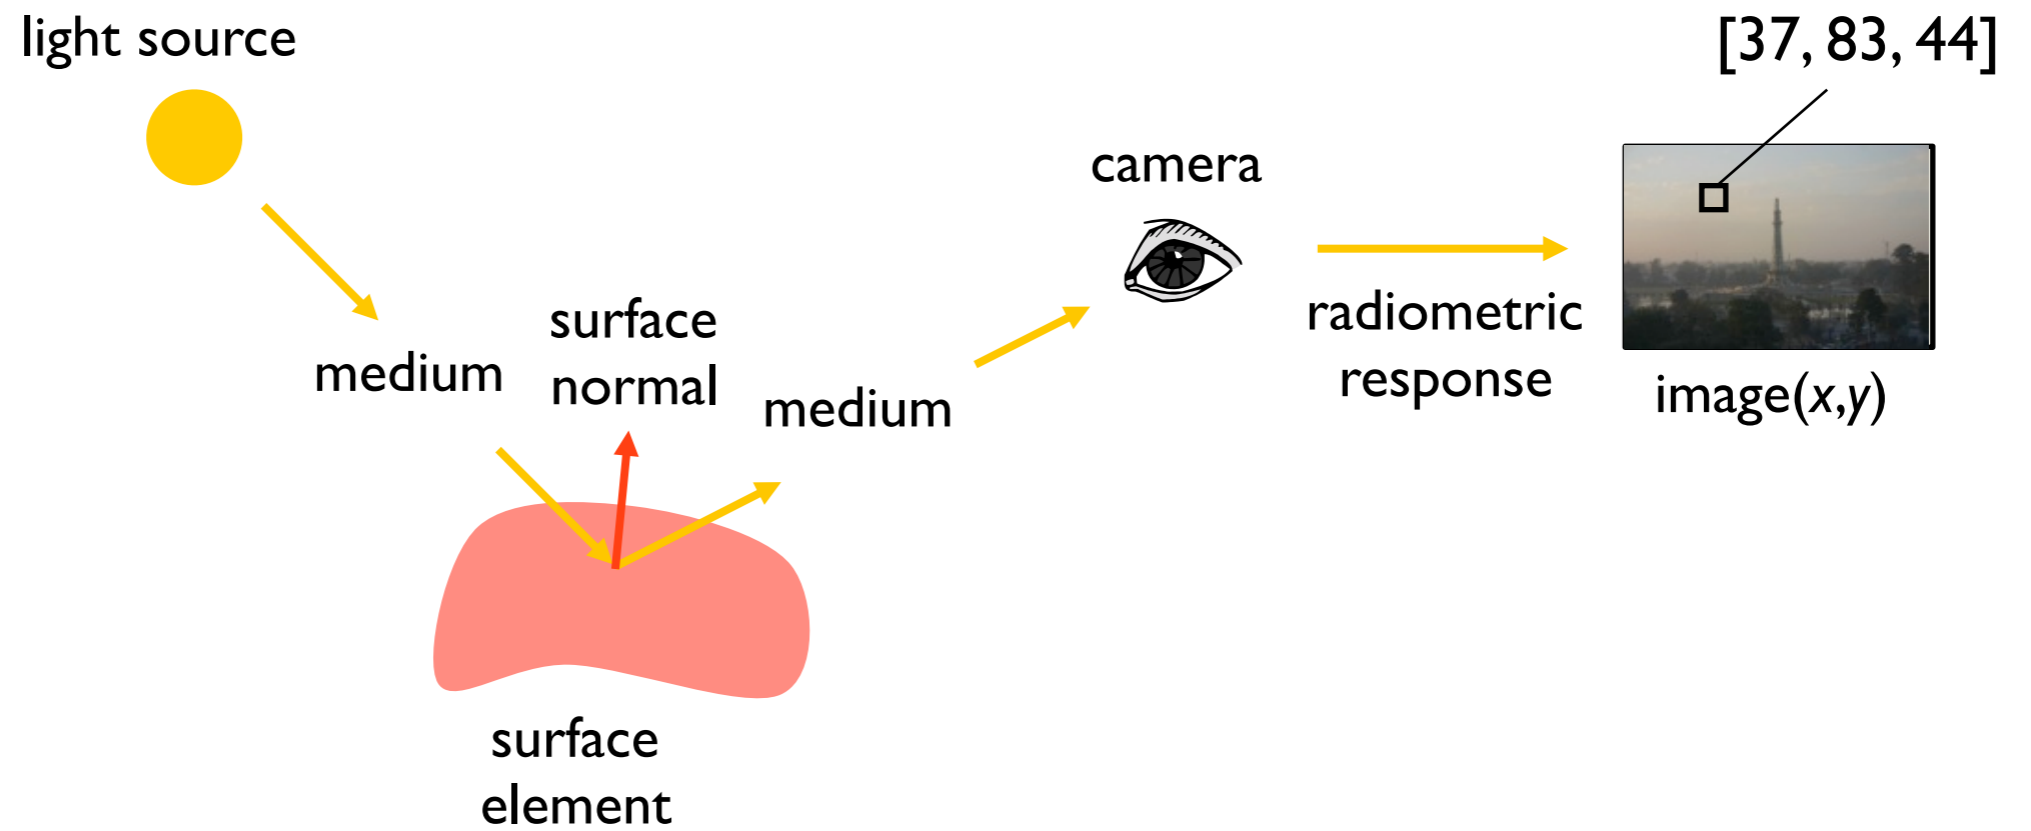 light source
[37, 83, 44]
camera
surface
normal
medium
medium
radiometric
response
image(x,y)
surface
element